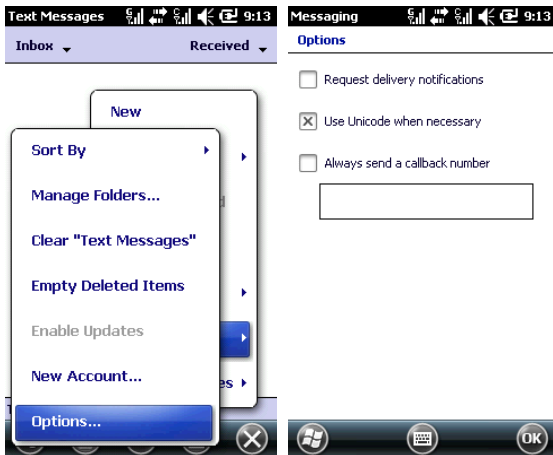 Text Messages 9:13
Inbox Received
New
Sort By
Manage Folders...
Clear "Text Messages"
Empty Deleted Items
Enable Updates
New Account...
Options...
Messaging 9:13
Options
Request delivery notifications
Use Unicode when necessary
Always send a callback number
OK